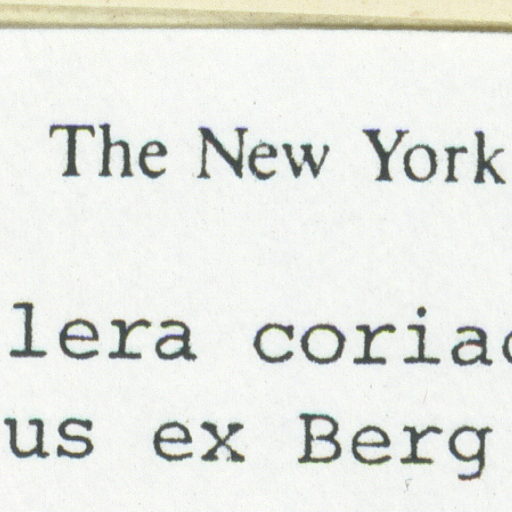 The New York
lera coriac
us ex Berg